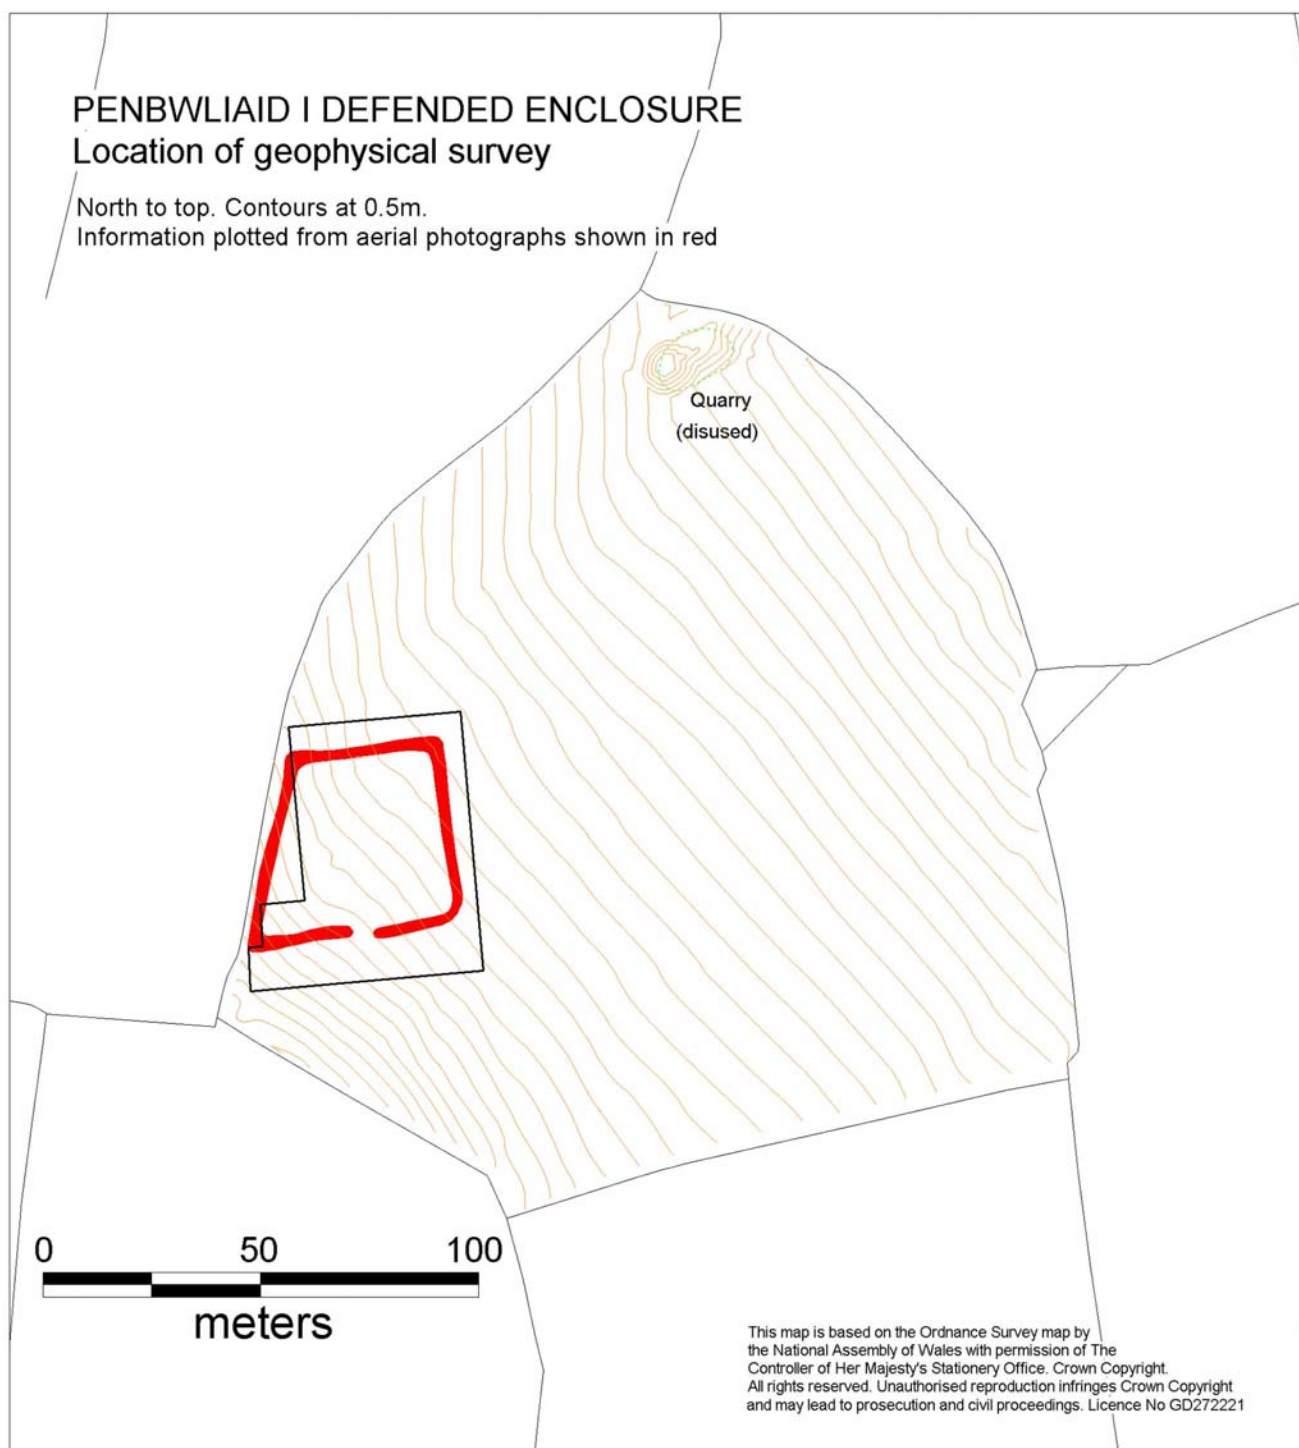 PENBWLIAID I DEFENDED ENCLOSURE
Location of geophysical survey
North to top. Contours at 0.5m.
Information plotted from aerial photographs shown in red
Quarry
(disused)
0 50 100
meters
This map is based on the Ordnance Survey map by
the National Assembly of Wales with permission of The
Controller of Her Majesty's Stationery Office. Crown Copyright.
All rights reserved. Unauthorised reproduction infringes Crown Copyright
and may lead to prosecution and civil proceedings. Licence No GD272221